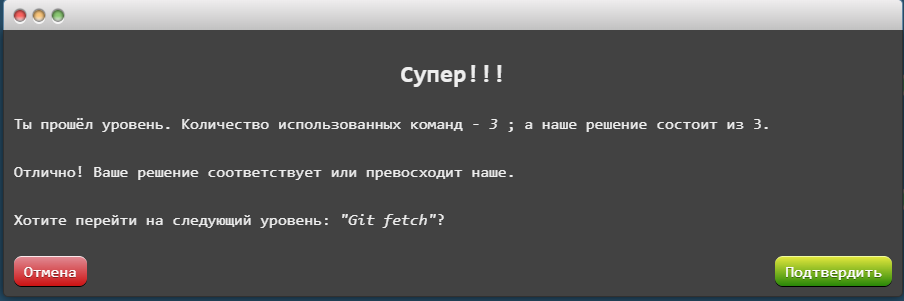 Супер!!!
Ты прошёл уровень. Количество использованных команд - 3 ; а наше решение состоит из 3.
Отлично! Ваше решение соответствует или превосходит наше.
Хотите перейти на следующий уровень: "Git fetch"?
Отмена
Подтвердить